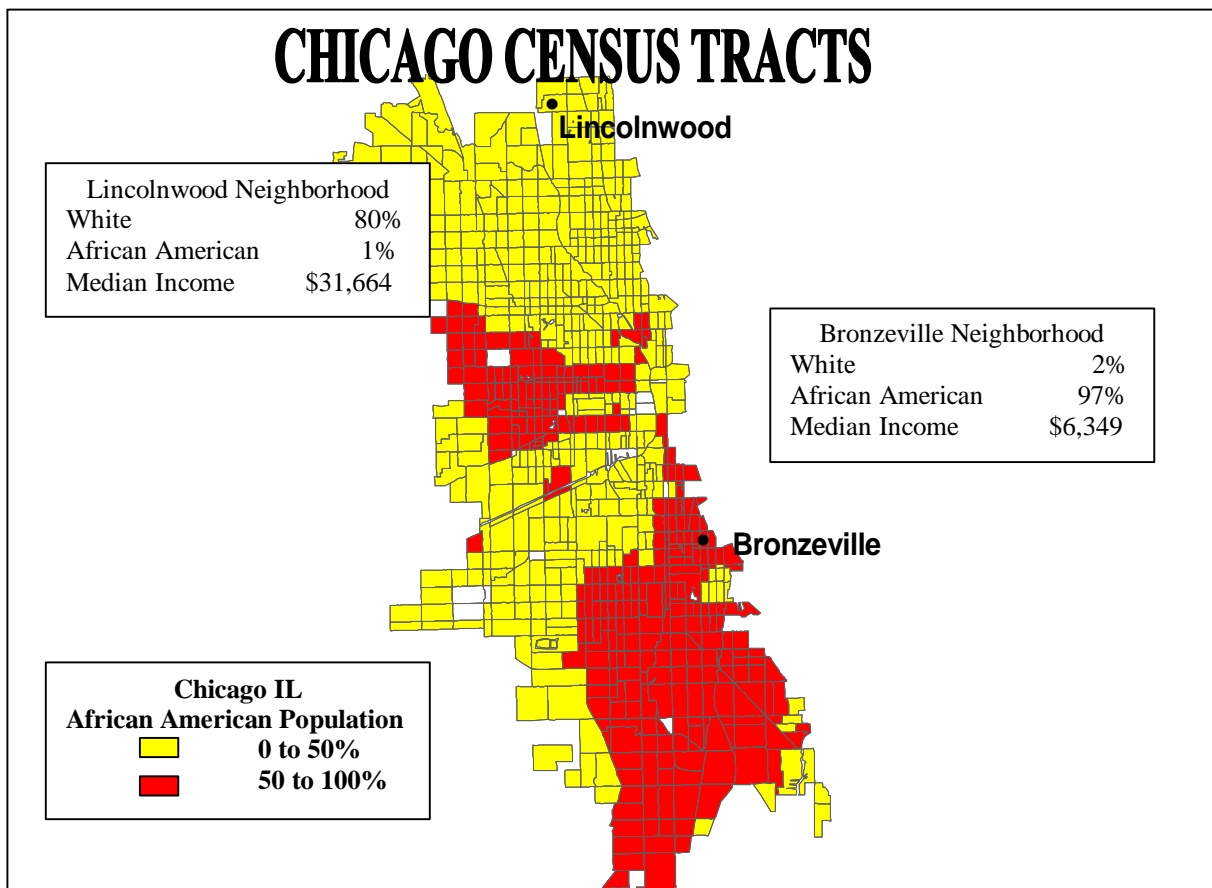 CHICAGO CENSUS TRACTS
Lincolnwood
Lincolnwood Neighborhood
White 80%
African American 1%
Median Income $31,664
Bronzeville Neighborhood
White 2%
African American 97%
Median Income $6,349
Bronzeville
Chicago IL
African American Population
0 to 50%
50 to 100%